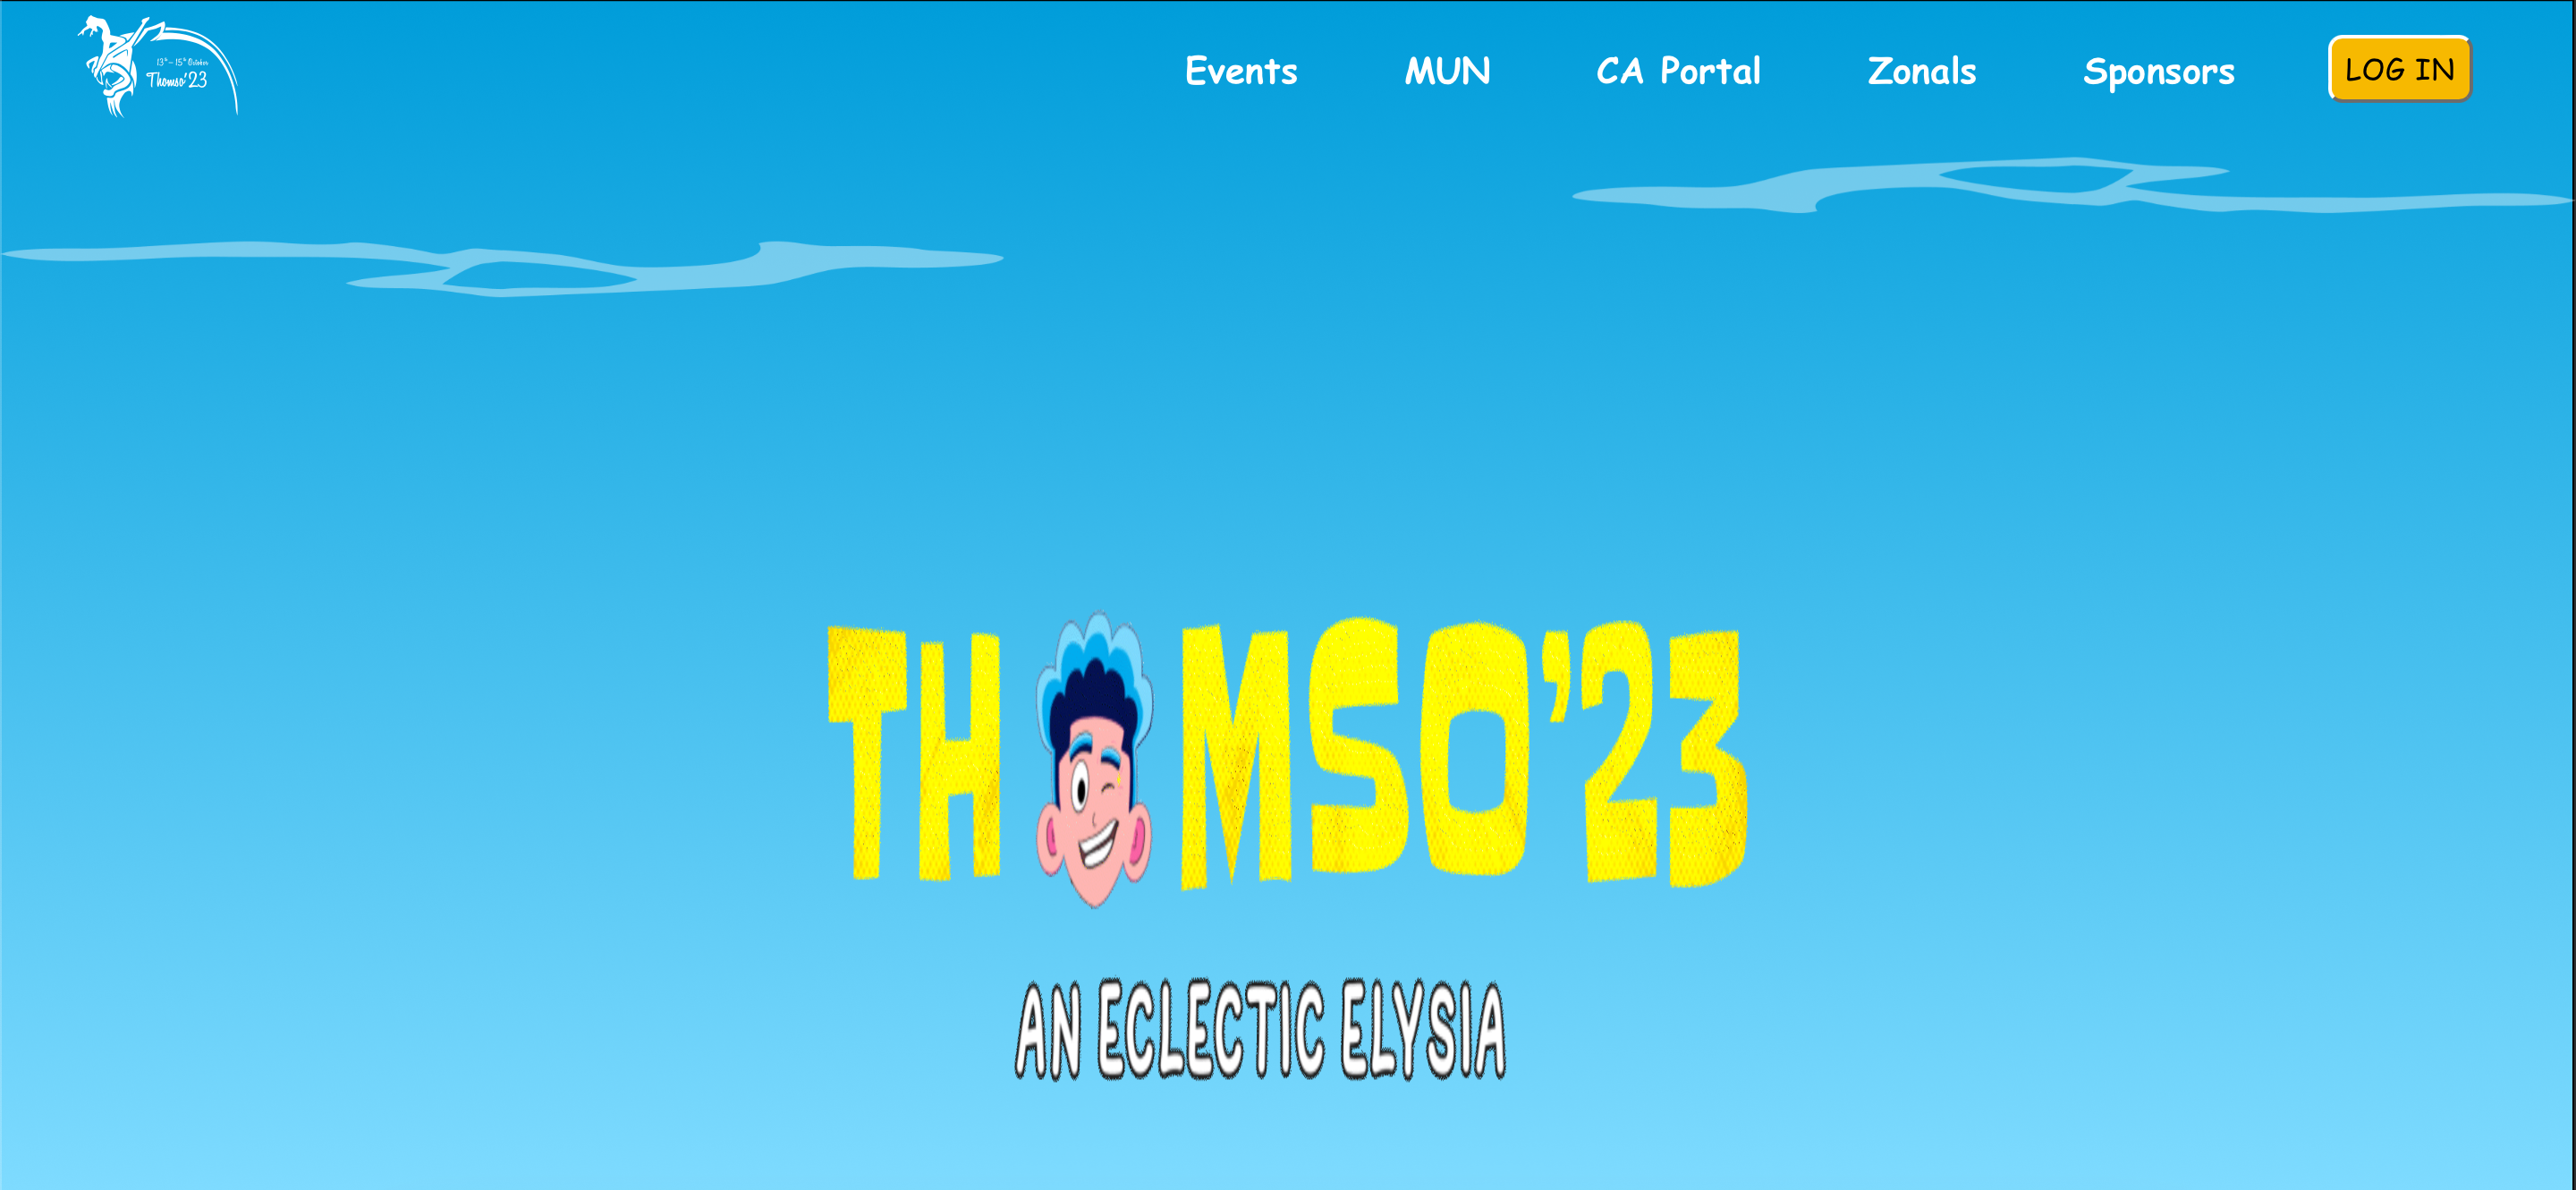 13th - 15th October
Thomso'23
Events
MUN
CA Portal
Zonals
Sponsors
LOG IN
TH MSO'23
AN ECLECTIC ELYSIA